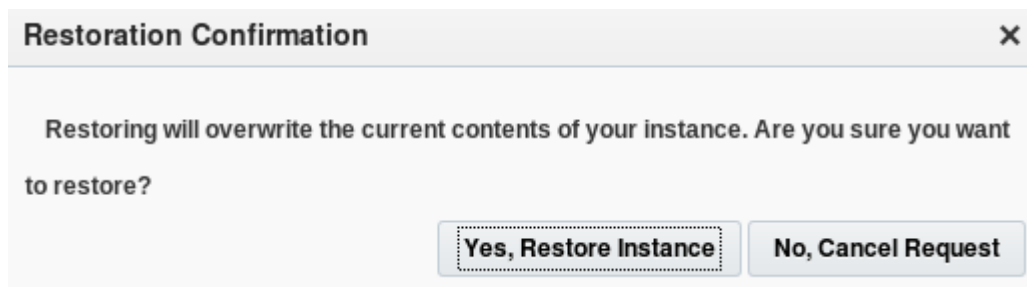 Restoration Confirmation
Restoring will overwrite the current contents of your instance. Are you sure you want
to restore?
Yes, Restore Instance No, Cancel Request